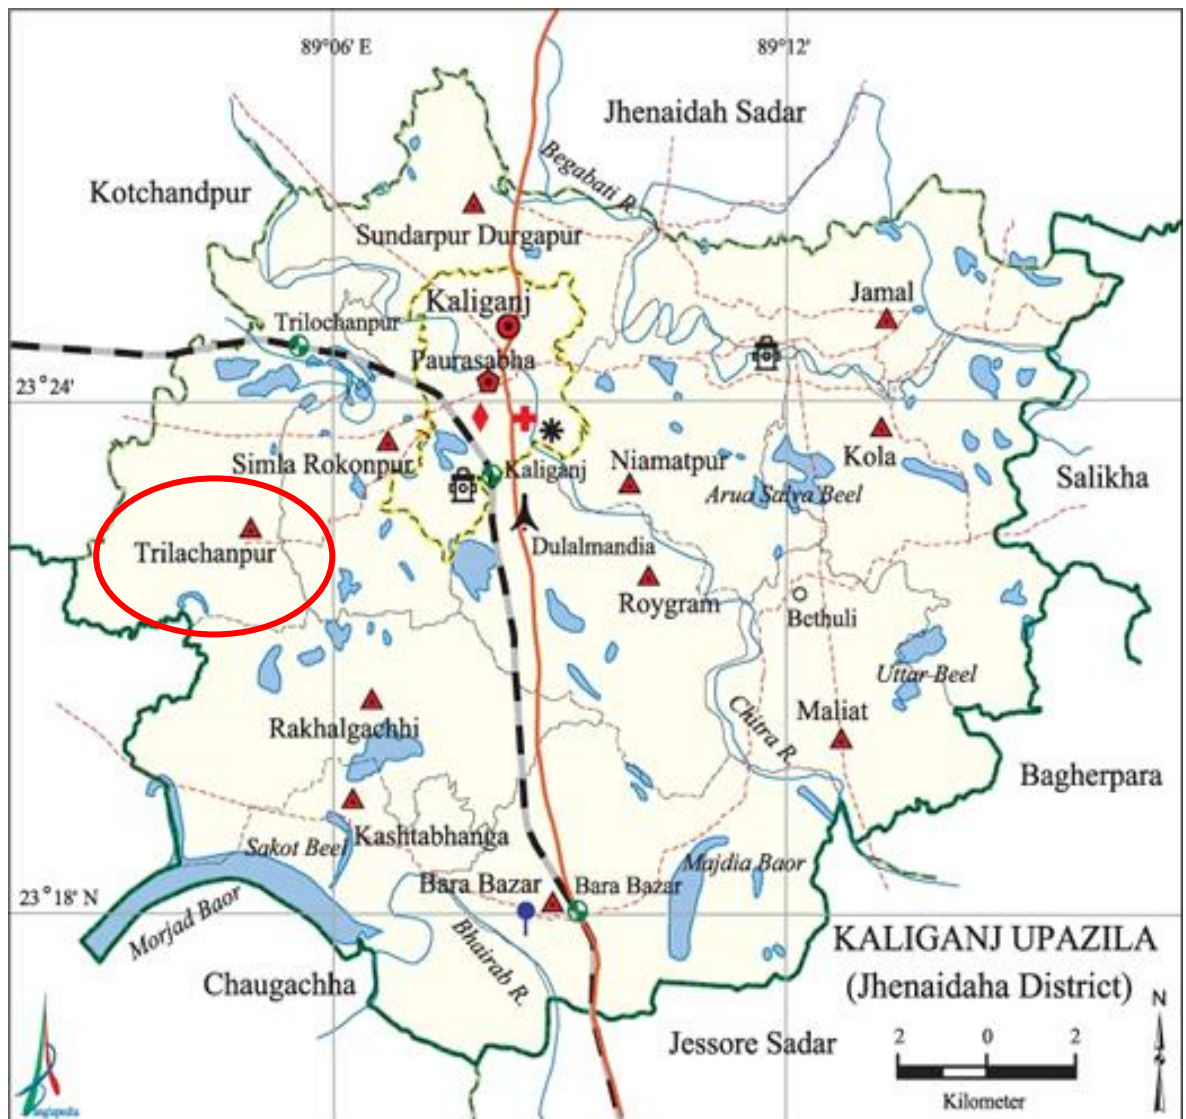 89°06' E
89°12'
Jhenaidah Sadar
Begabati R.
Kotchandpur
Sundarpur Durgapur
Kaliganj
Jamal
Trilochanpur
Paurasabha
23°24'
Simla Rokonpur
Kaliganj
Niamatpur
Kola
Salikha
Arua Salva Beel
Trilachanpur
Dulalmandia
Roygram
Bethuli
Uttar Beel
Rakhalgachhi
Chitra R.
Maliat
Bagherpara
Kashtabhanga
Sakot Beel
Majdia Baor
23°18' N
Bara Bazar
Bara Bazar
Morjad Baor
Bhairab R.
KALIGANJ UPAZILA
(Jhenaidaha District)
Chaugachha
N
Jessore Sadar
2 0 2
Kilometer